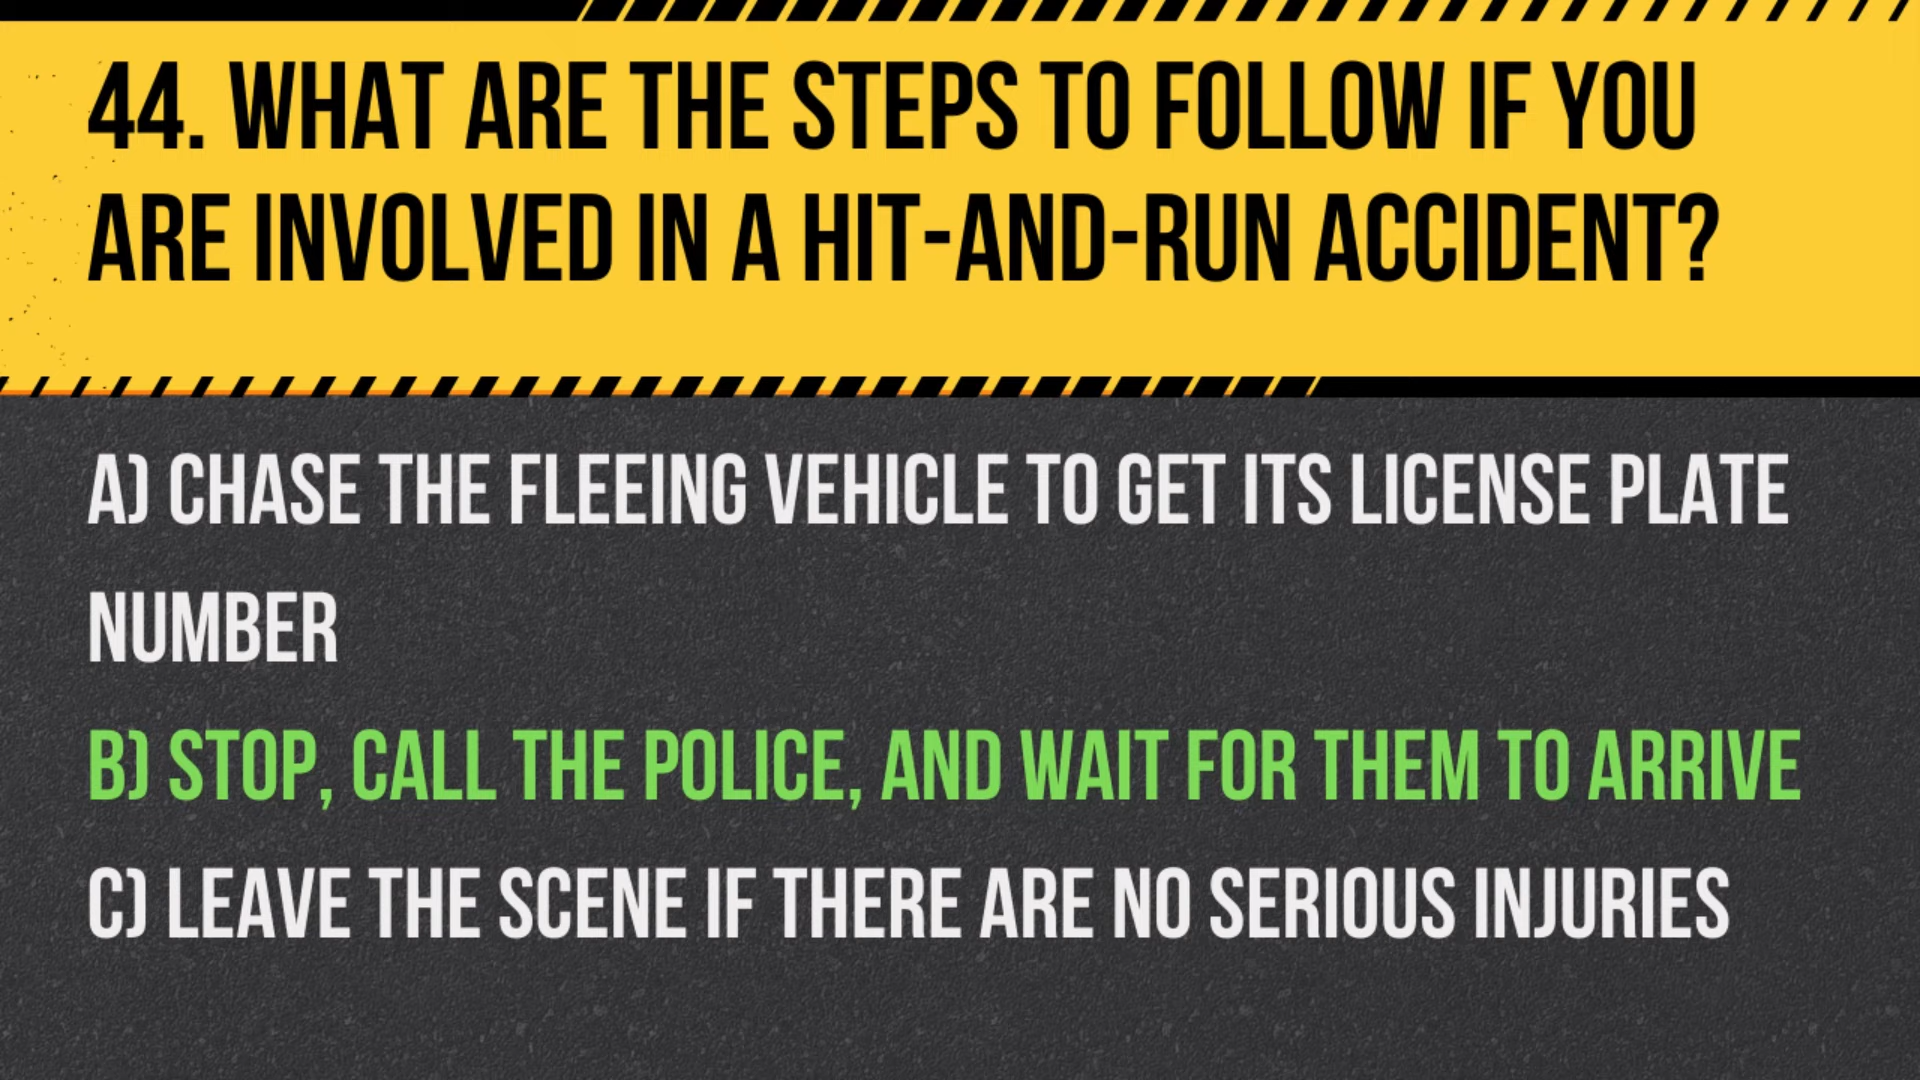 44. WHAT ARE THE STEPS TO FOLLOW IF YOU
ARE INVOLVED IN A HIT-AND-RUN ACCIDENT?
A) CHASE THE FLEEING VEHICLE TO GET ITS LICENSE PLATE
NUMBER
B) STOP, CALL THE POLICE, AND WAIT FOR THEM TO ARRIVE
C) LEAVE THE SCENE IF THERE ARE NO SERIOUS INJURIES